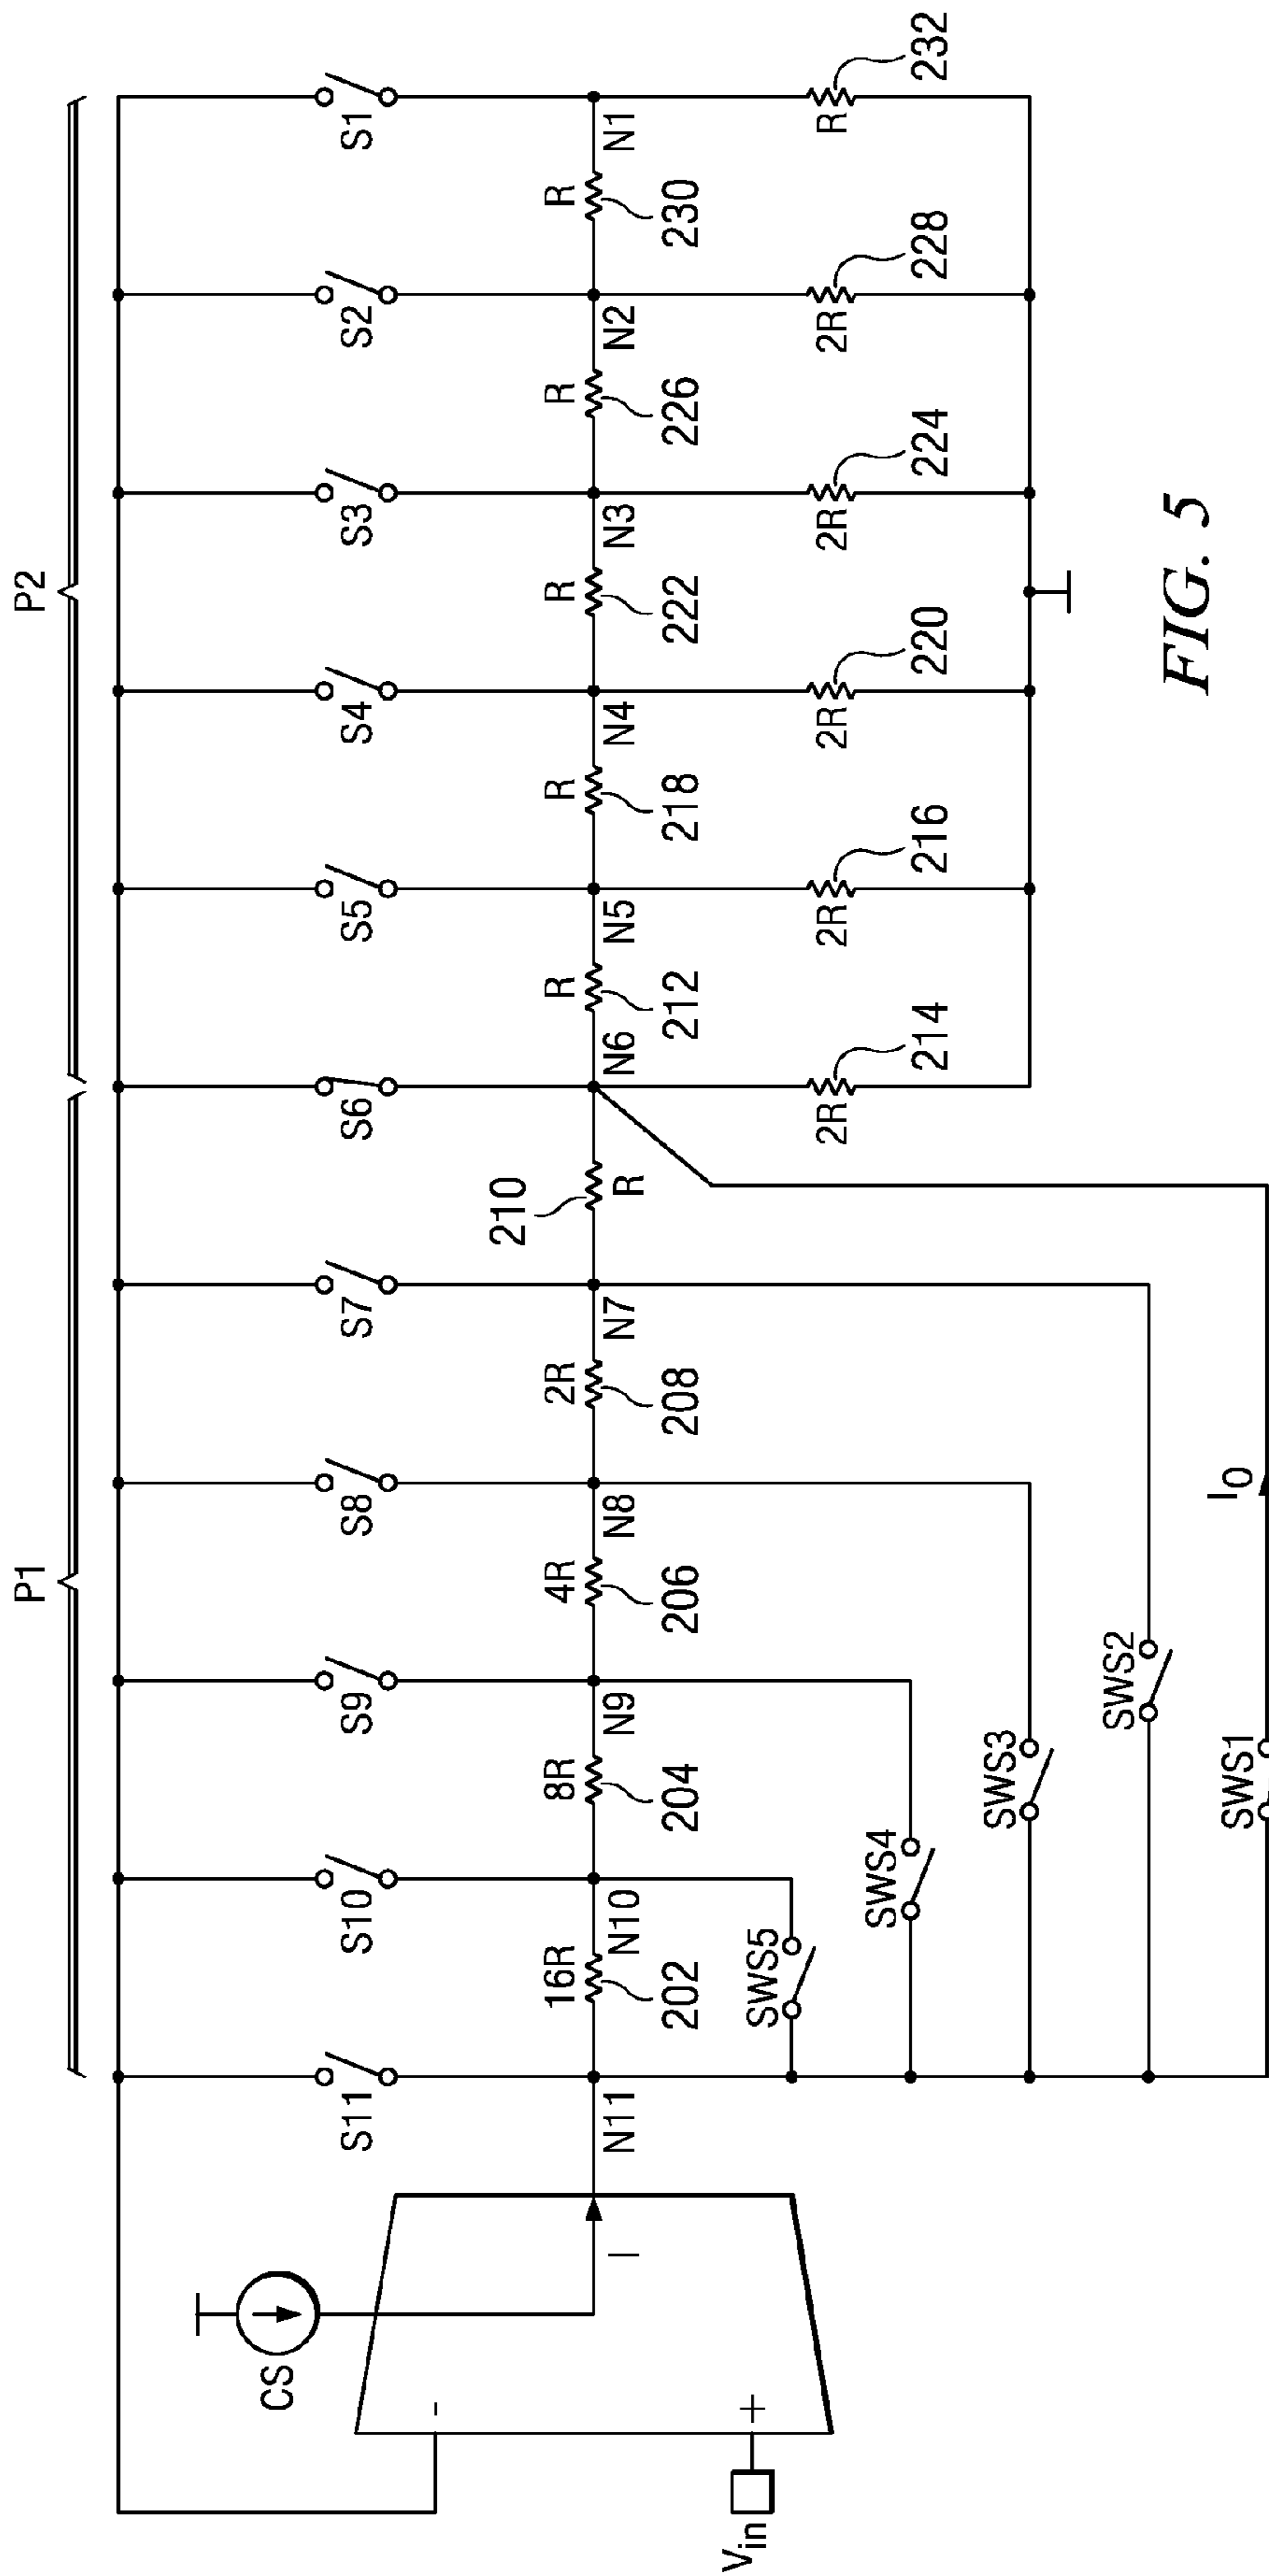 P1
P2
S11
S10
S9
S8
S7
S6
S5
S4
S3
S2
S1
CS
-
+
Vin
I
N11
16R
202
N10
8R
204
N9
4R
206
N8
2R
208
N7
210
R
N6
R
212
N5
R
218
N4
R
222
N3
R
226
N2
R
230
N1
2R
214
2R
216
2R
220
2R
224
2R
228
R
232
SWS5
SWS4
SWS3
SWS2
SWS1
IO
FIG. 5